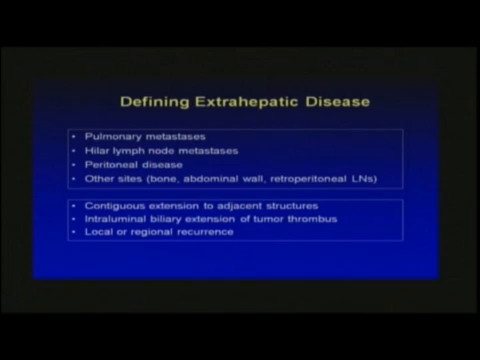 Defining Extrahepatic Disease
• Pulmonary metastases
• Hilar lymph node metastases
• Peritoneal disease
• Other sites (bone, abdominal wall, retroperitoneal LNs)
• Contiguous extension to adjacent structures
• Intraluminal biliary extension of tumor thrombus
• Local or regional recurrence